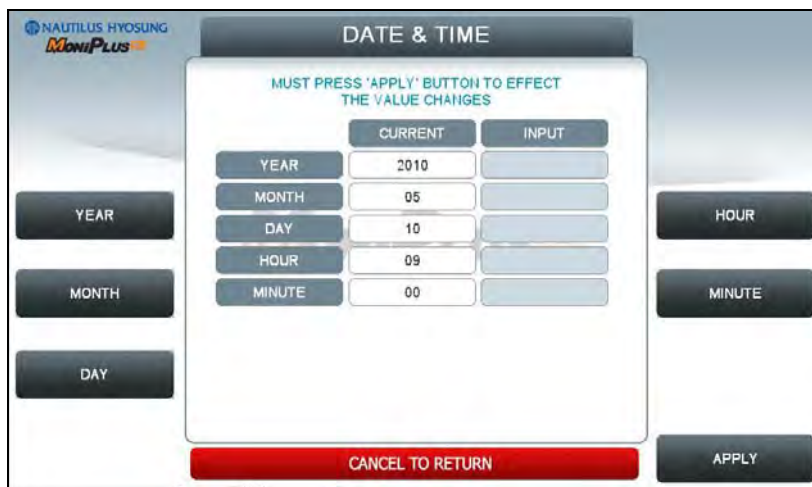 NAUTILUS HYOSUNG
MONIPLUS
DATE & TIME
MUST PRESS 'APPLY' BUTTON TO EFFECT
THE VALUE CHANGES
CURRENT INPUT
YEAR 2010
MONTH 05
DAY 10
HOUR 09
MINUTE 00
YEAR
MONTH
DAY
HOUR
MINUTE
APPLY
CANCEL TO RETURN